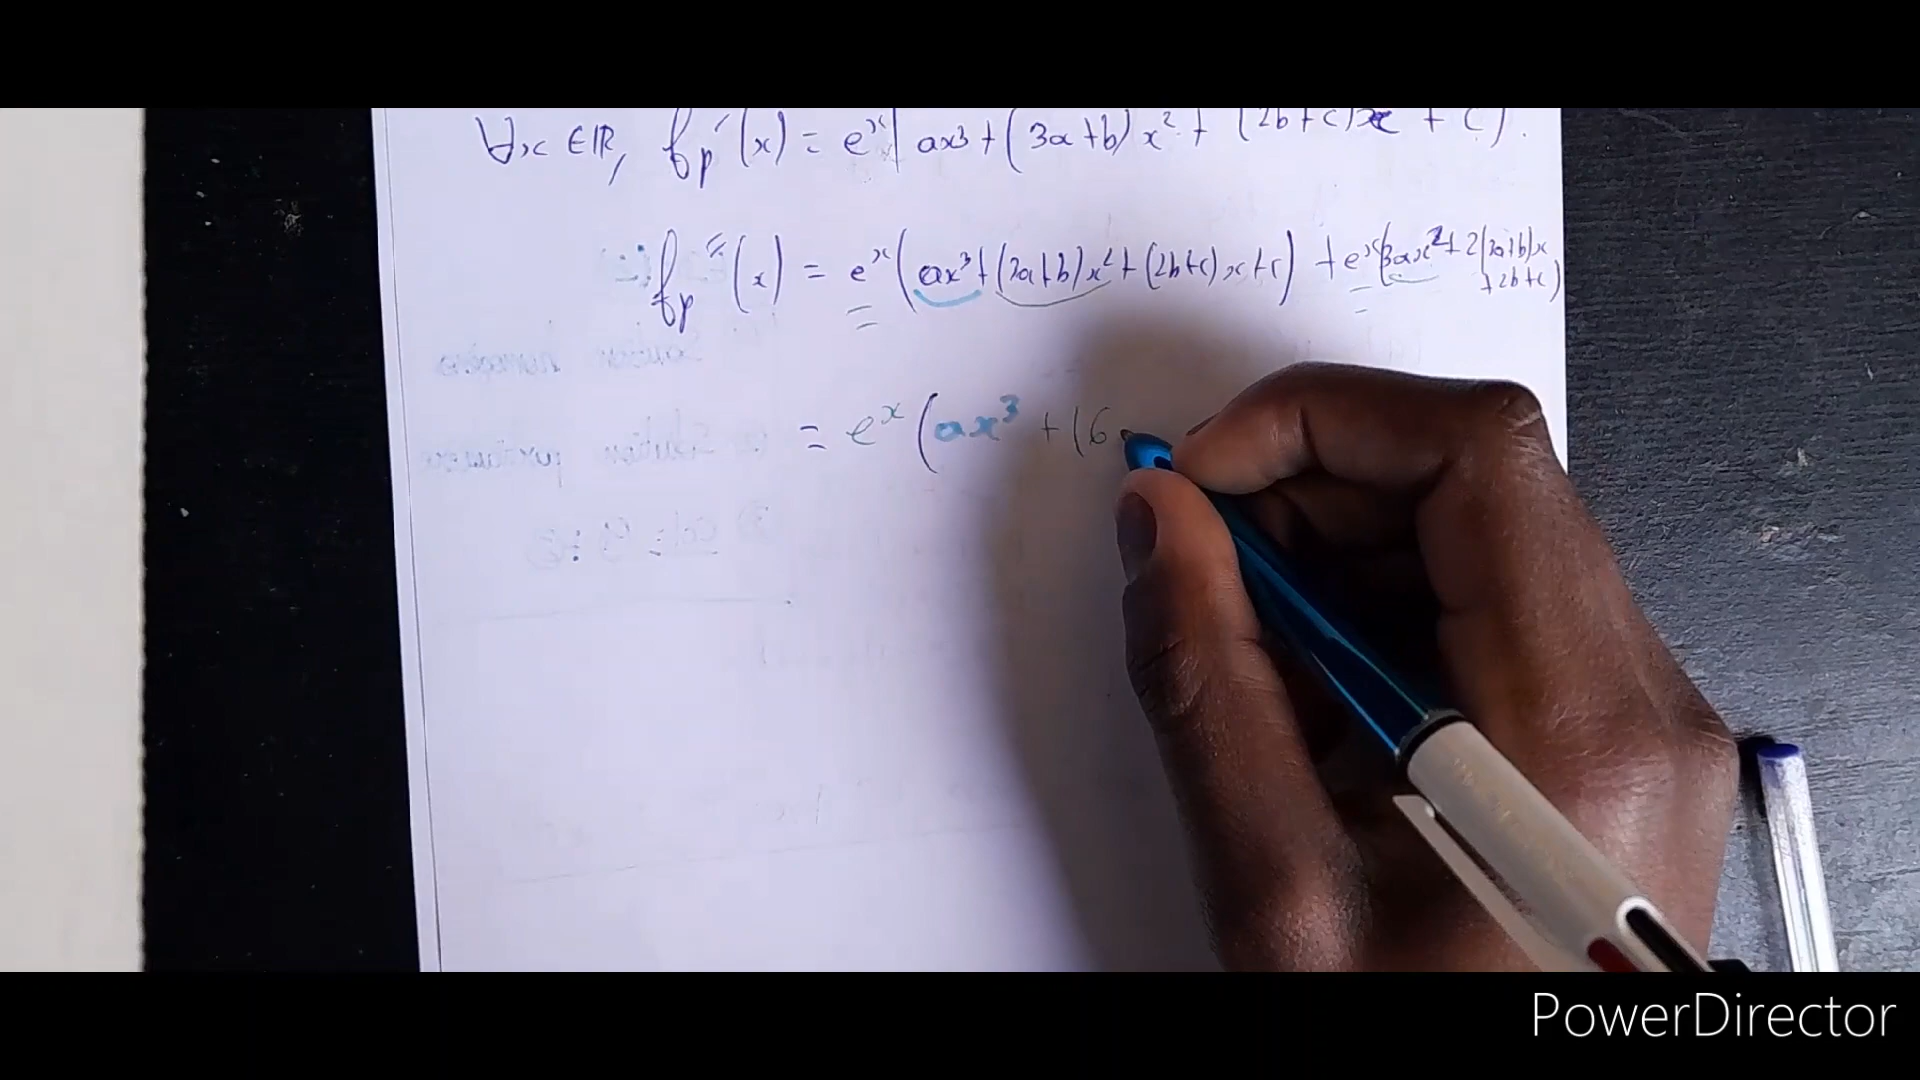 ∀x ∈ ℝ, fp'(x) = e^x( ax³ + (3a+b)x² + (2b+c)x + c).
fp''(x) = e^x(ax³ + (3a+b)x² + (2b+c)x + c) + e^x(3ax² + 2(3a+b)x
+ 2b + c)
= e^x (ax³ + (6
PowerDirector